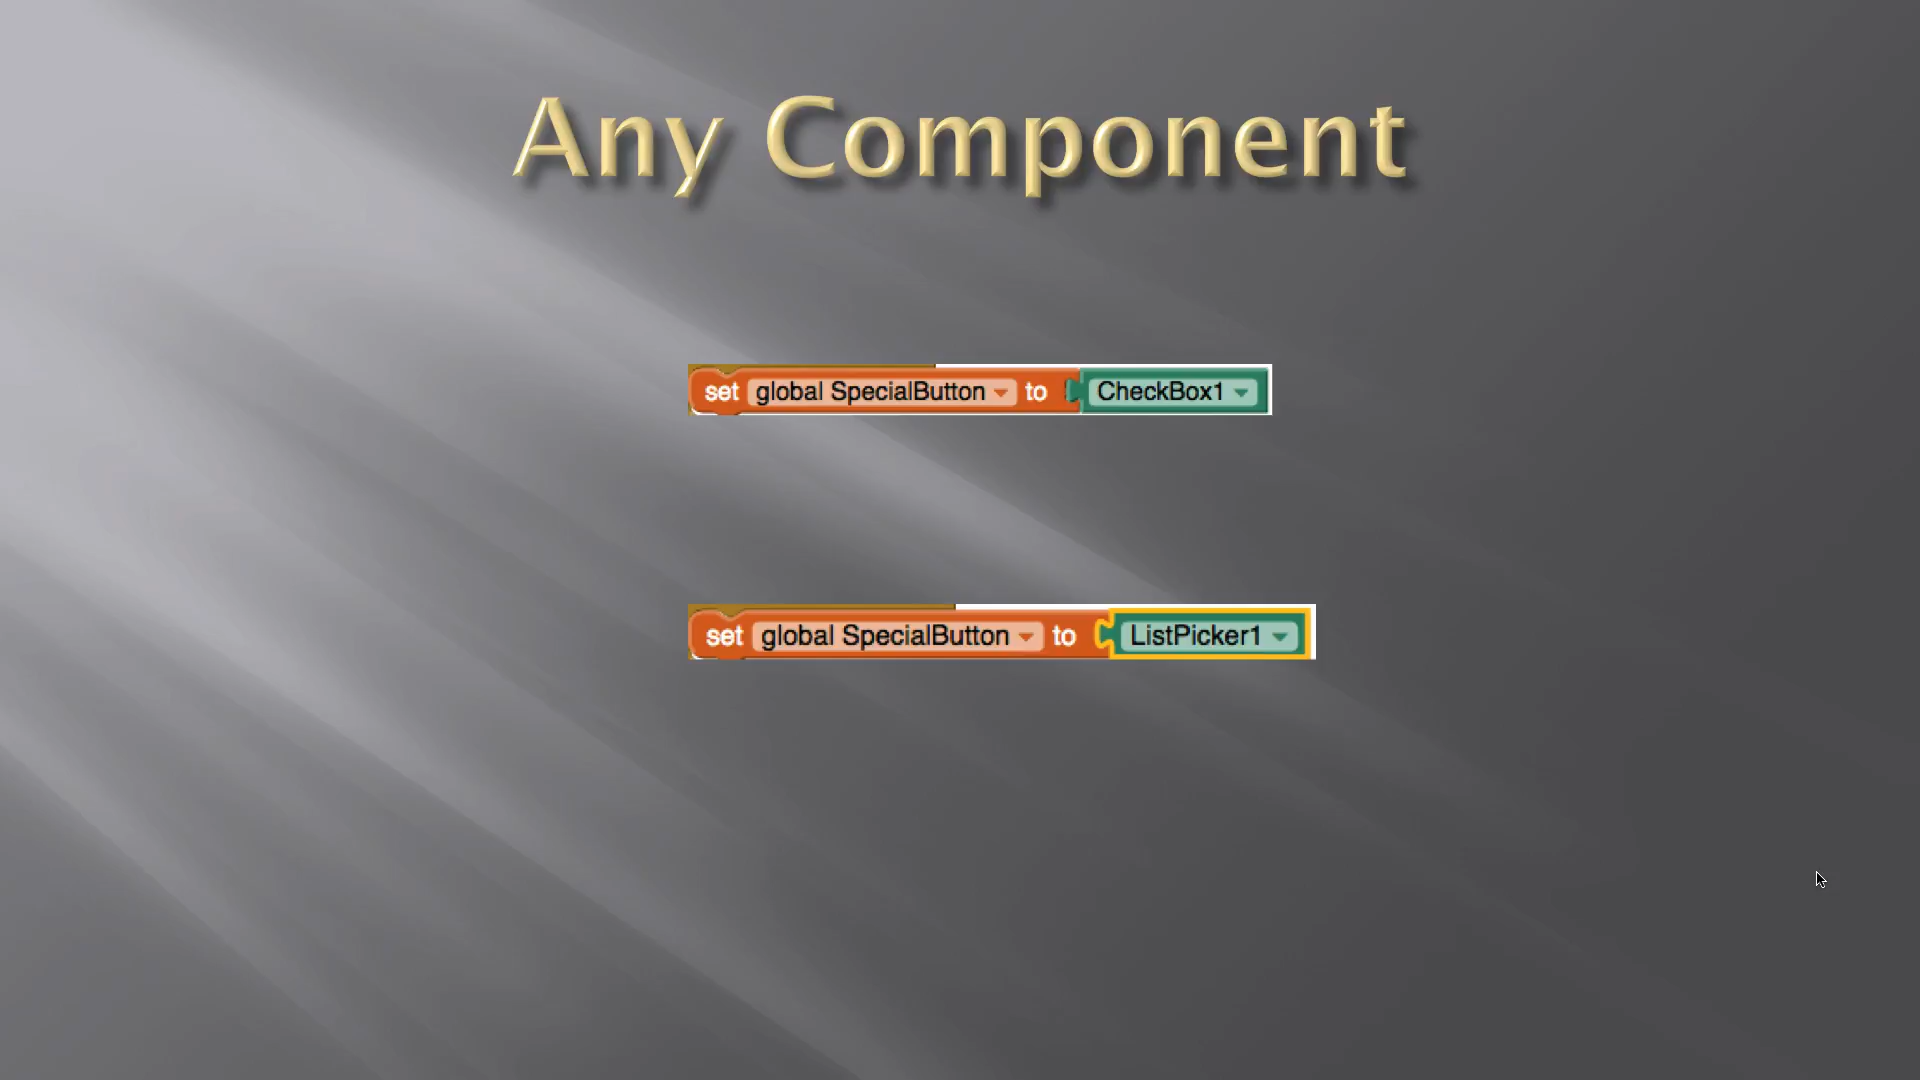 Any Component
set global SpecialButton to CheckBox1
set global SpecialButton to ListPicker1